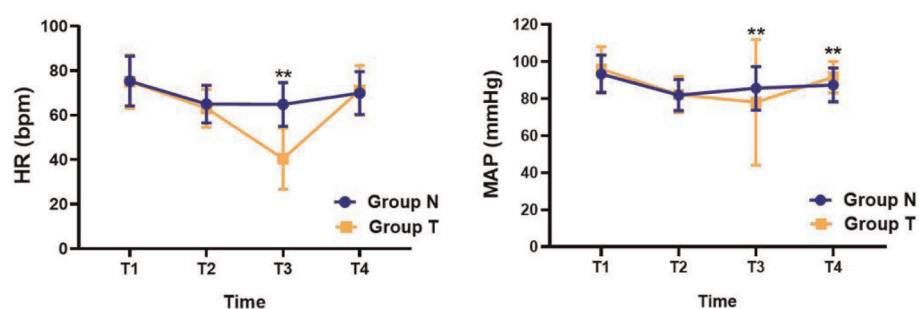 HR (bpm)
100
80
60
40
20
0
**
Group N
Group T
T1 T2 T3 T4
Time
MAP (mmHg)
120
100
80
60
40
20
0
** **
Group N
Group T
T1 T2 T3 T4
Time